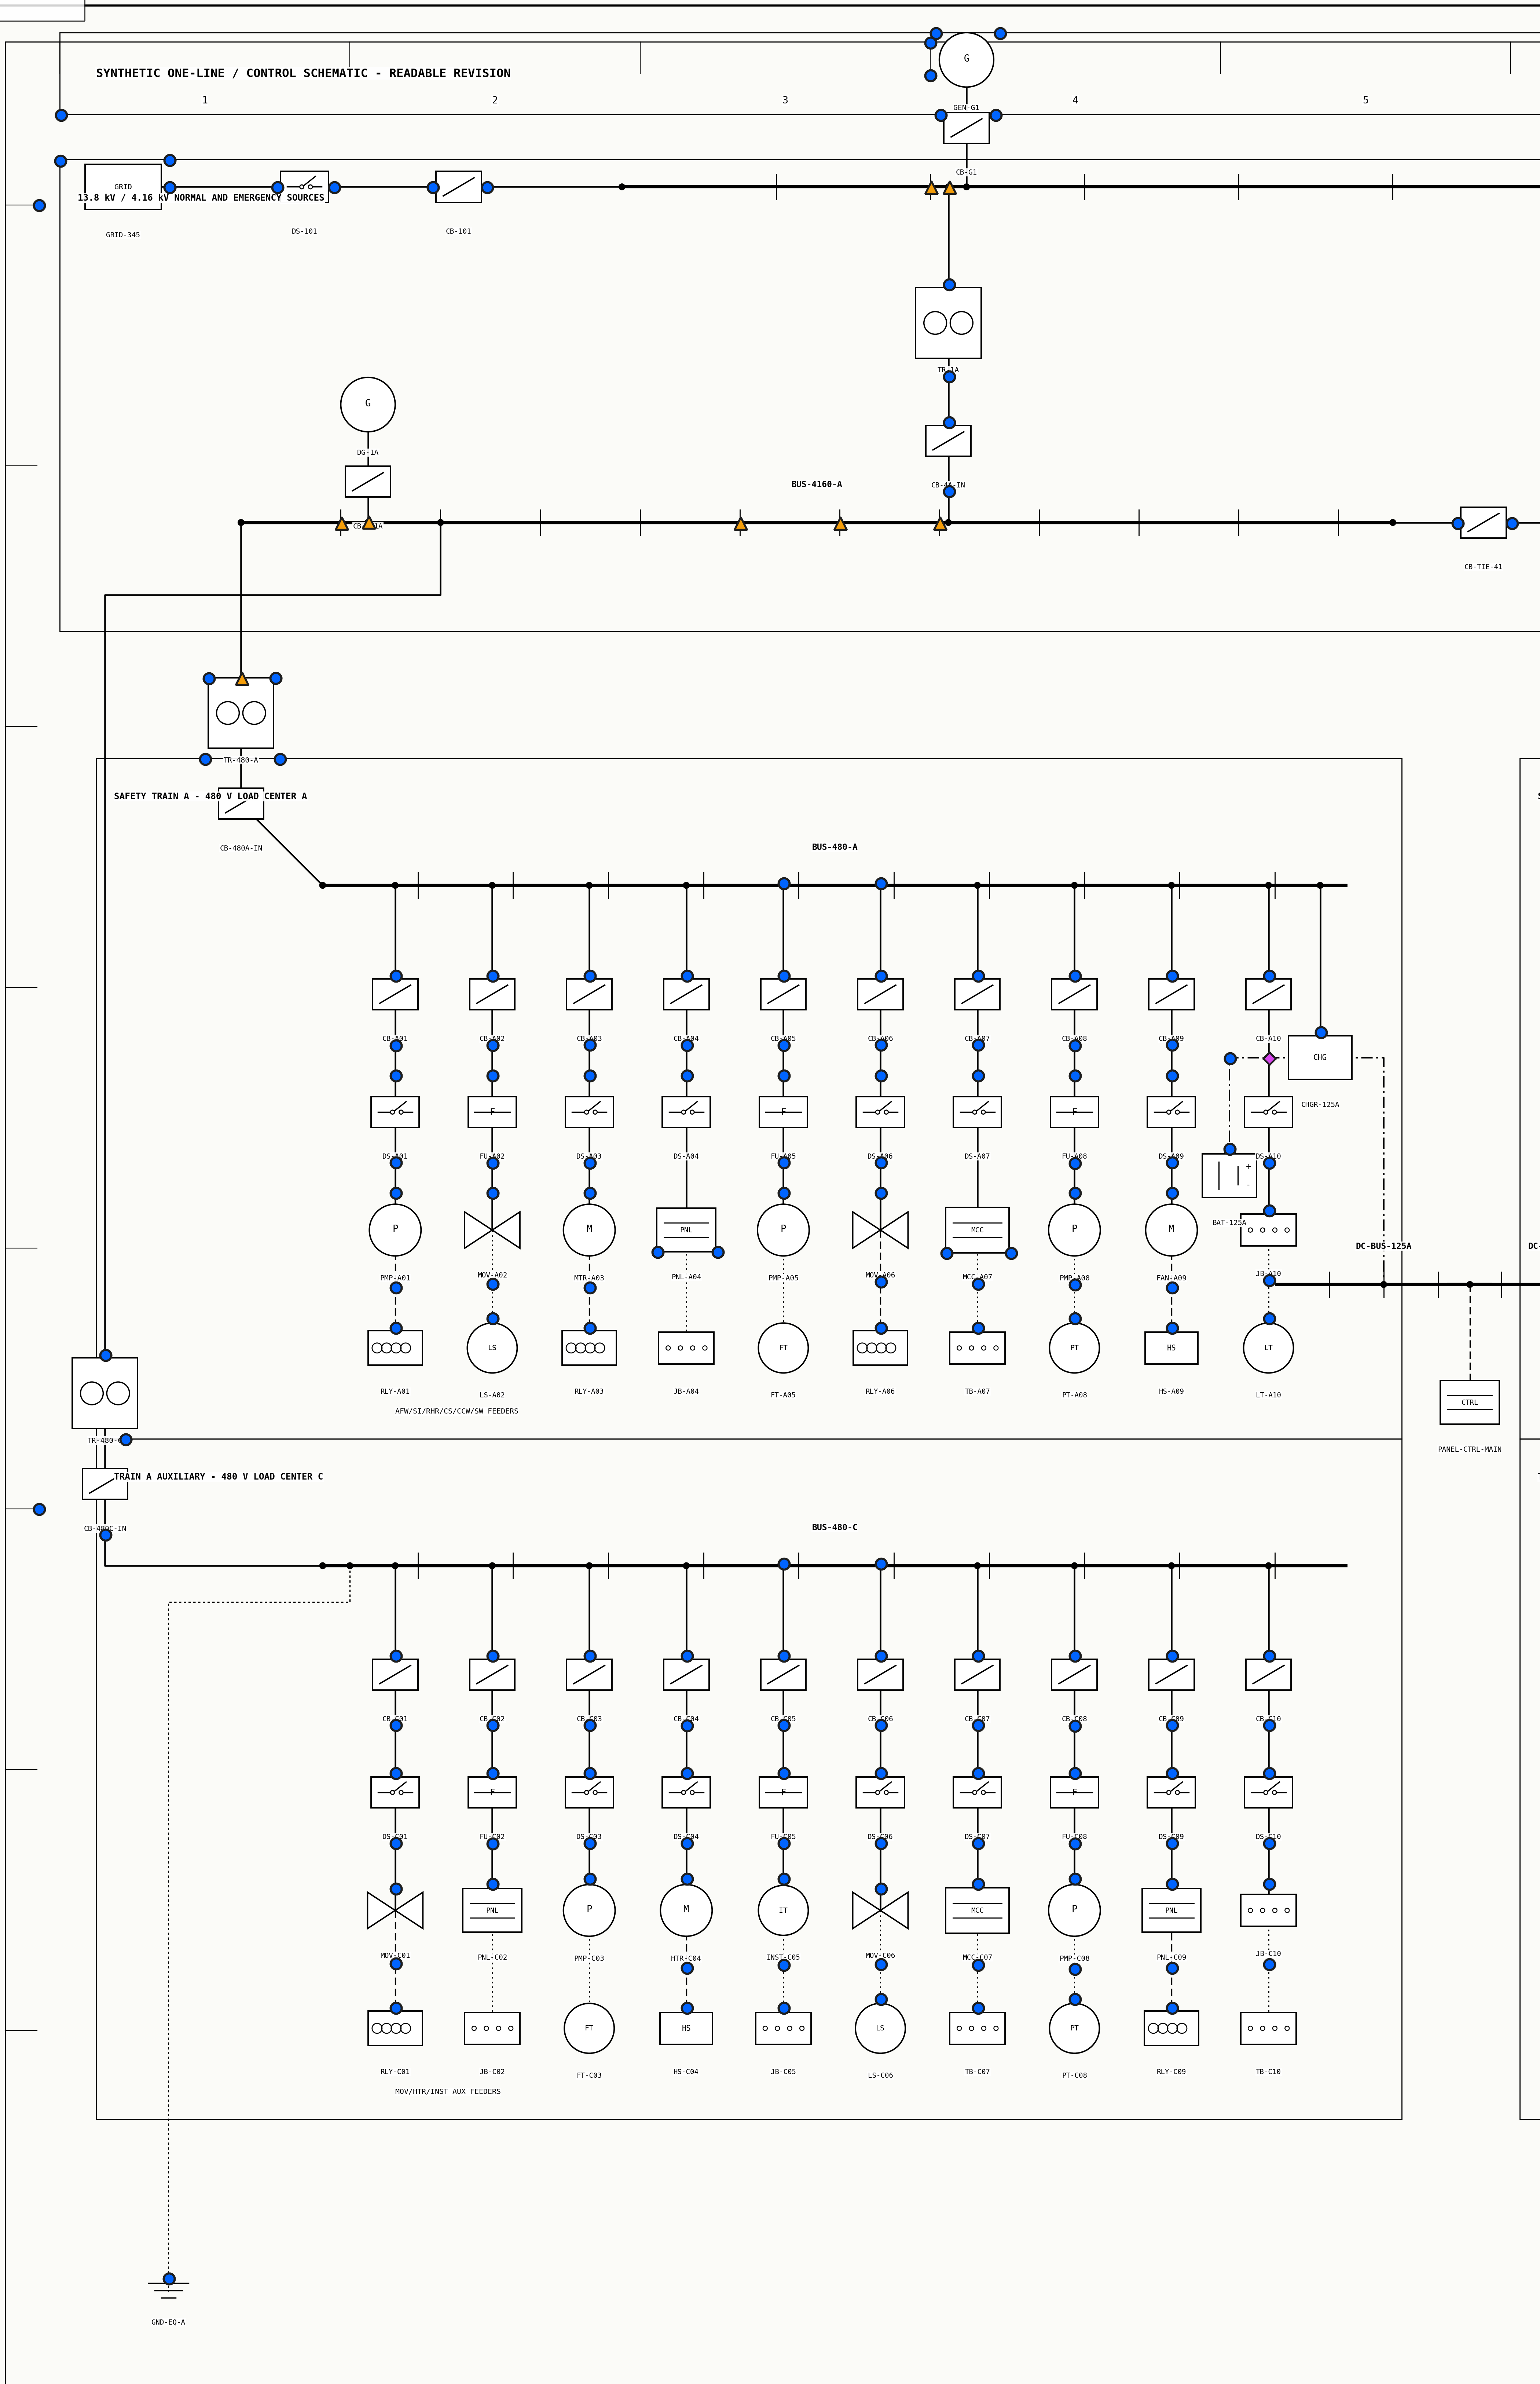 G
SYNTHETIC ONE-LINE / CONTROL SCHEMATIC - READABLE REVISION
1 2 3 4 5
GEN-G1
CB-G1
GRID
13.8 kV / 4.16 kV NORMAL AND EMERGENCY SOURCES
GRID-345 DS-101 CB-101
TR-1A
G
DG-1A
BUS-4160-A CB-4A-IN
CB-TIE-41
TR-480-A
SAFETY TRAIN A - 480 V LOAD CENTER A
CB-480A-IN
BUS-480-A
CB-A01 CB-A02 CB-A03 CB-A04 CB-A05 CB-A06 CB-A07 CB-A08 CB-A09 CB-A10
CHG
CHGR-125A
F F F
DS-A01 FU-A02 DS-A03 DS-A04 FU-A05 DS-A06 DS-A07 FU-A08 DS-A09 DS-A10
+
-
P M PNL P MCC P M
BAT-125A
DC-BUS-125A
PMP-A01 MOV-A02 MTR-A03 PNL-A04 PMP-A05 MOV-A06 MCC-A07 PMP-A08 FAN-A09 JB-A10
LS FT PT HS LT
RLY-A01 LS-A02 RLY-A03 JB-A04 FT-A05 RLY-A06 TB-A07 PT-A08 HS-A09 LT-A10
AFW/SI/RHR/CS/CCW/SW FEEDERS
CTRL
PANEL-CTRL-MAIN
TRAIN A AUXILIARY - 480 V LOAD CENTER C
CB-480C-IN
BUS-480-C
CB-C01 CB-C02 CB-C03 CB-C04 CB-C05 CB-C06 CB-C07 CB-C08 CB-C09 CB-C10
F F F
DS-C01 FU-C02 DS-C03 DS-C04 FU-C05 DS-C06 DS-C07 FU-C08 DS-C09 DS-C10
PNL P M IT MCC P PNL
MOV-C01 PNL-C02 PMP-C03 HTR-C04 INST-C05 MOV-C06 MCC-C07 PMP-C08 PNL-C09 JB-C10
FT HS LS PT
RLY-C01 JB-C02 FT-C03 HS-C04 JB-C05 LS-C06 TB-C07 PT-C08 RLY-C09 TB-C10
MOV/HTR/INST AUX FEEDERS
GND-EQ-A